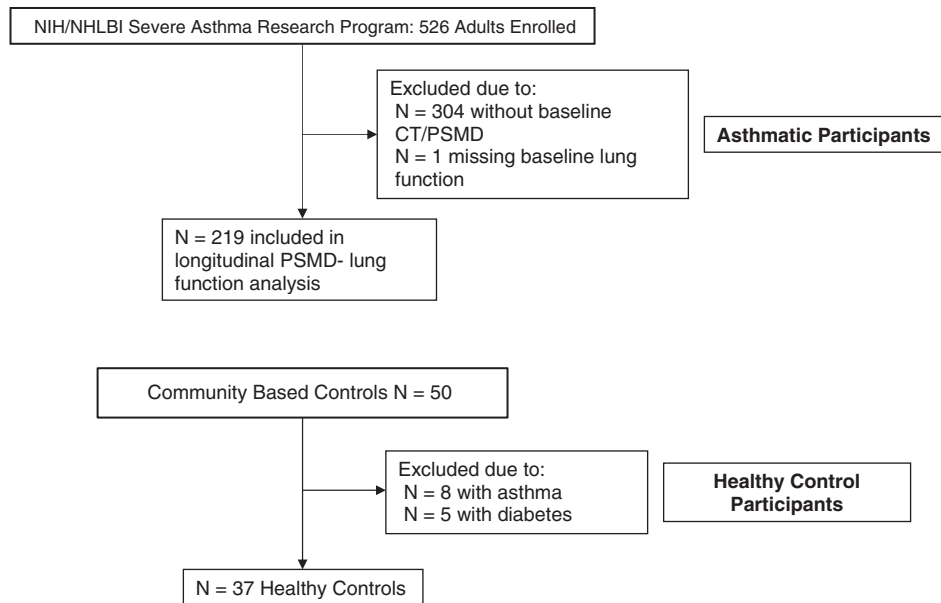 NIH/NHLBI Severe Asthma Research Program: 526 Adults Enrolled
Excluded due to:
N = 304 without baseline
CT/PSMD
N = 1 missing baseline lung
function
Asthmatic Participants
N = 219 included in
longitudinal PSMD- lung
function analysis
Community Based Controls N = 50
Excluded due to:
N = 8 with asthma
N = 5 with diabetes
Healthy Control
Participants
N = 37 Healthy Controls